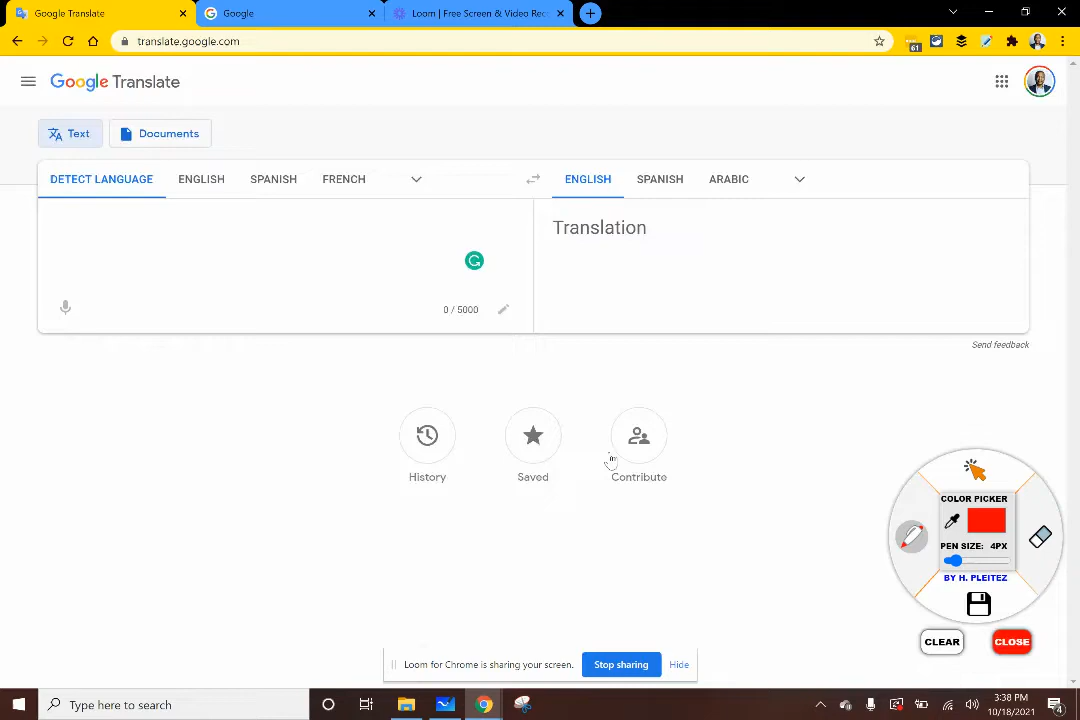 Google Translate
Google
Loom | Free Screen & Video Rec
translate.google.com
61
Google Translate
Text
Documents
DETECT LANGUAGE
ENGLISH
SPANISH
FRENCH
ENGLISH
SPANISH
ARABIC
Translation
0 / 5000
Send feedback
History
Saved
Contribute
COLOR PICKER
PEN SIZE: 4PX
BY H. PLEITEZ
CLEAR
CLOSE
Loom for Chrome is sharing your screen.
Stop sharing
Hide
Type here to search
3:38 PM
10/18/2021
4